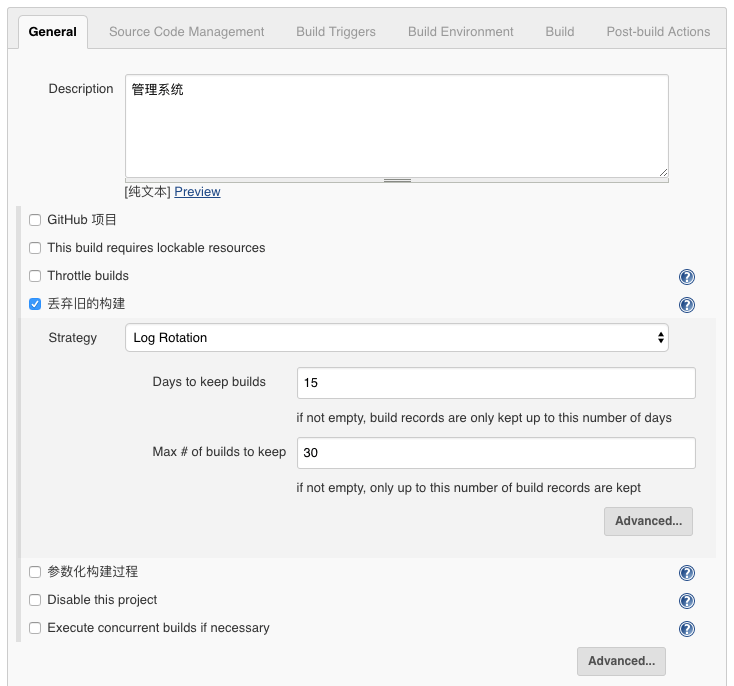 General Source Code Management Build Triggers Build Environment Build Post-build Actions
Description
管理系统
[纯文本] Preview
GitHub 项目
This build requires lockable resources
Throttle builds
丢弃旧的构建
Strategy Log Rotation
Days to keep builds 15
if not empty, build records are only kept up to this number of days
Max # of builds to keep 30
if not empty, only up to this number of build records are kept
Advanced...
参数化构建过程
Disable this project
Execute concurrent builds if necessary
Advanced...